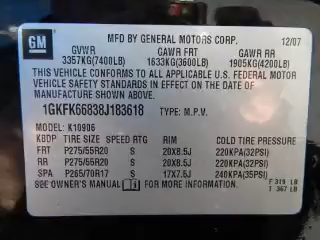 GM
MFD BY GENERAL MOTORS CORP. 12/07
GVWR GAWR FRT GAWR RR
3357KG(7400LB) 1633KG(3600LB) 1905KG(4200LB)
THIS VEHICLE CONFORMS TO ALL APPLICABLE U.S. FEDERAL MOTOR
VEHICLE SAFETY STANDARDS IN EFFECT ON THE DATE OF
MANUFACTURE SHOWN ABOVE.
1GKFK66838J183618 TYPE: M.P.V.
MODEL: K10906
KBDP TIRE SIZE SPEED RTG RIM COLD TIRE PRESSURE
FRT P275/55R20 S 20X8.5J 220KPA(32PSI)
RR P275/55R20 S 20X8.5J 220KPA(32PSI)
SPA P265/70R17 S 17X7.5J 240KPA(35PSI)
SEE OWNER'S MANUAL FOR ADDITIONAL INFORMATION. F 319 LB
T 367 LB